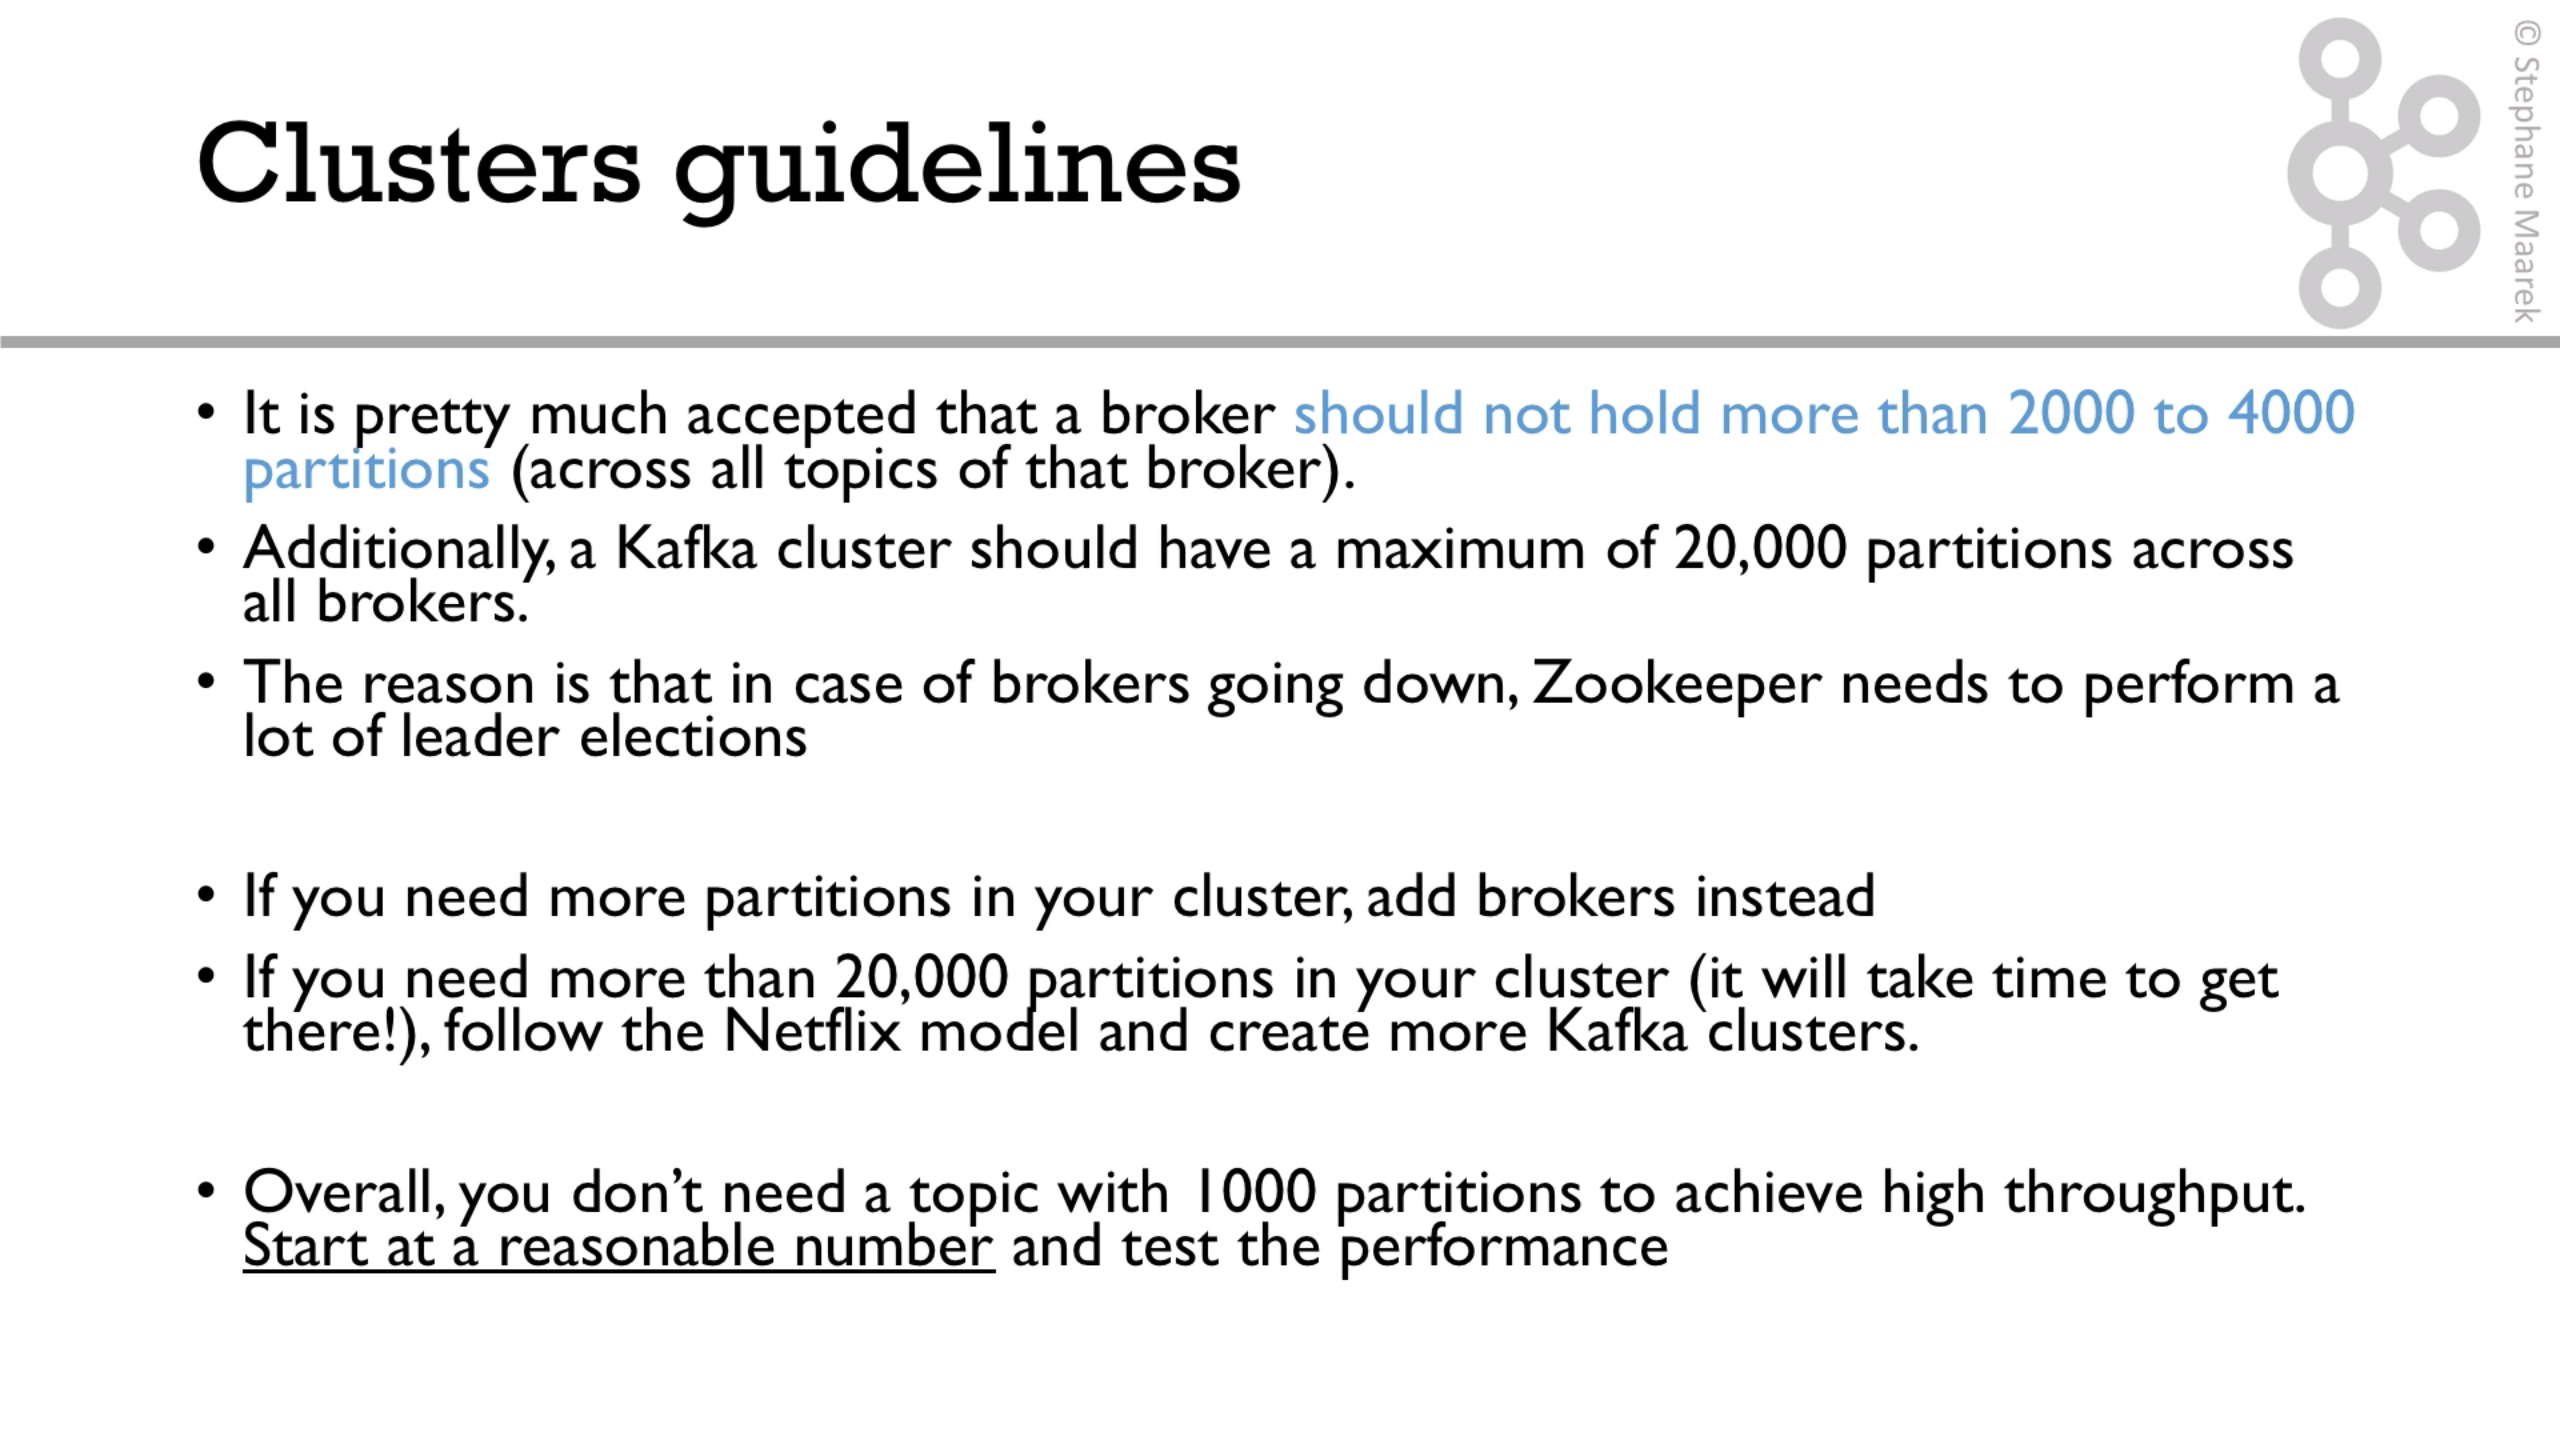 Clusters guidelines
© Stephane Maarek
• It is pretty much accepted that a broker should not hold more than 2000 to 4000
partitions (across all topics of that broker).
• Additionally, a Kafka cluster should have a maximum of 20,000 partitions across
all brokers.
• The reason is that in case of brokers going down, Zookeeper needs to perform a
lot of leader elections
• If you need more partitions in your cluster, add brokers instead
• If you need more than 20,000 partitions in your cluster (it will take time to get
there!), follow the Netflix model and create more Kafka clusters.
• Overall, you don’t need a topic with 1000 partitions to achieve high throughput.
Start at a reasonable number and test the performance